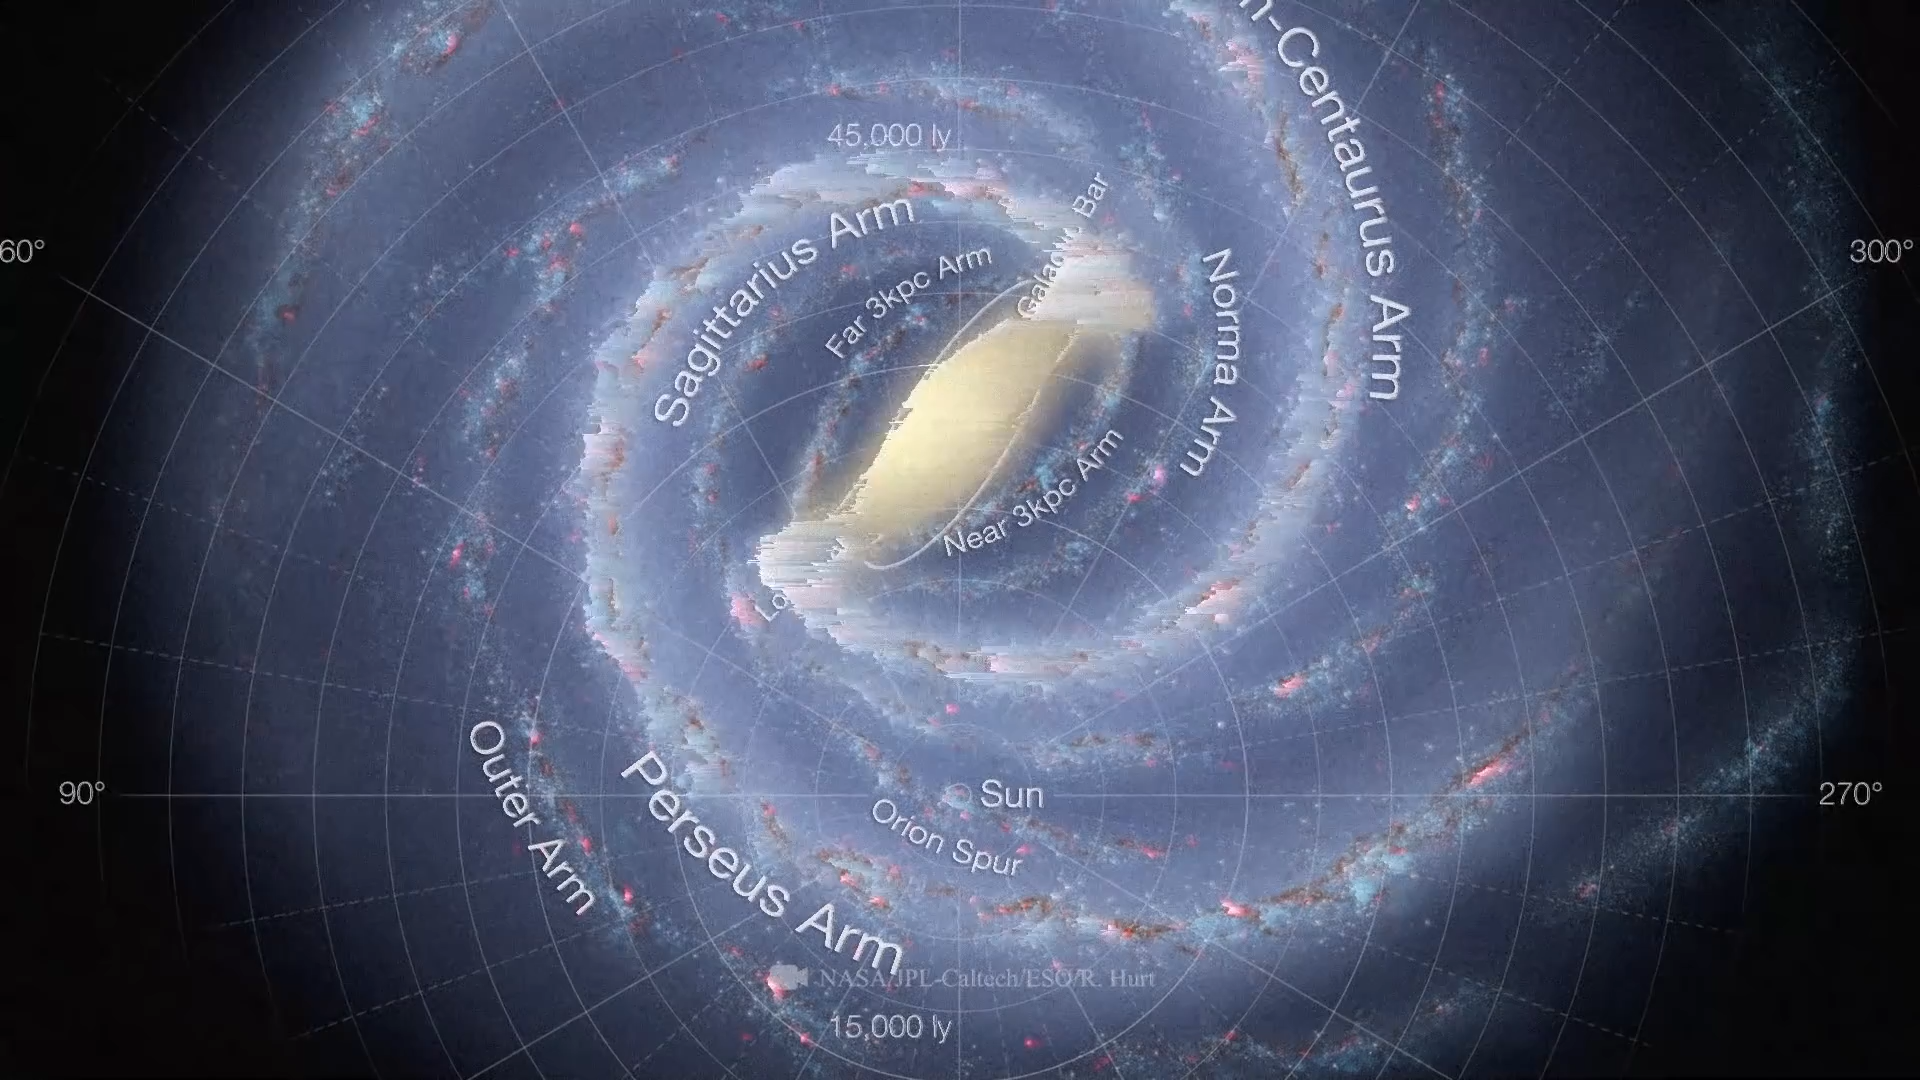 n-Centaurus Arm
45,000 ly
Bar
Sagittarius Arm
Far 3kpc Arm
60°
300°
Norma Arm
Near 3kpc Arm
Outer Arm
Perseus Arm
90°
Sun
270°
Orion Spur
NASA/JPL-Caltech/ESO/R. Hurt
15,000 ly